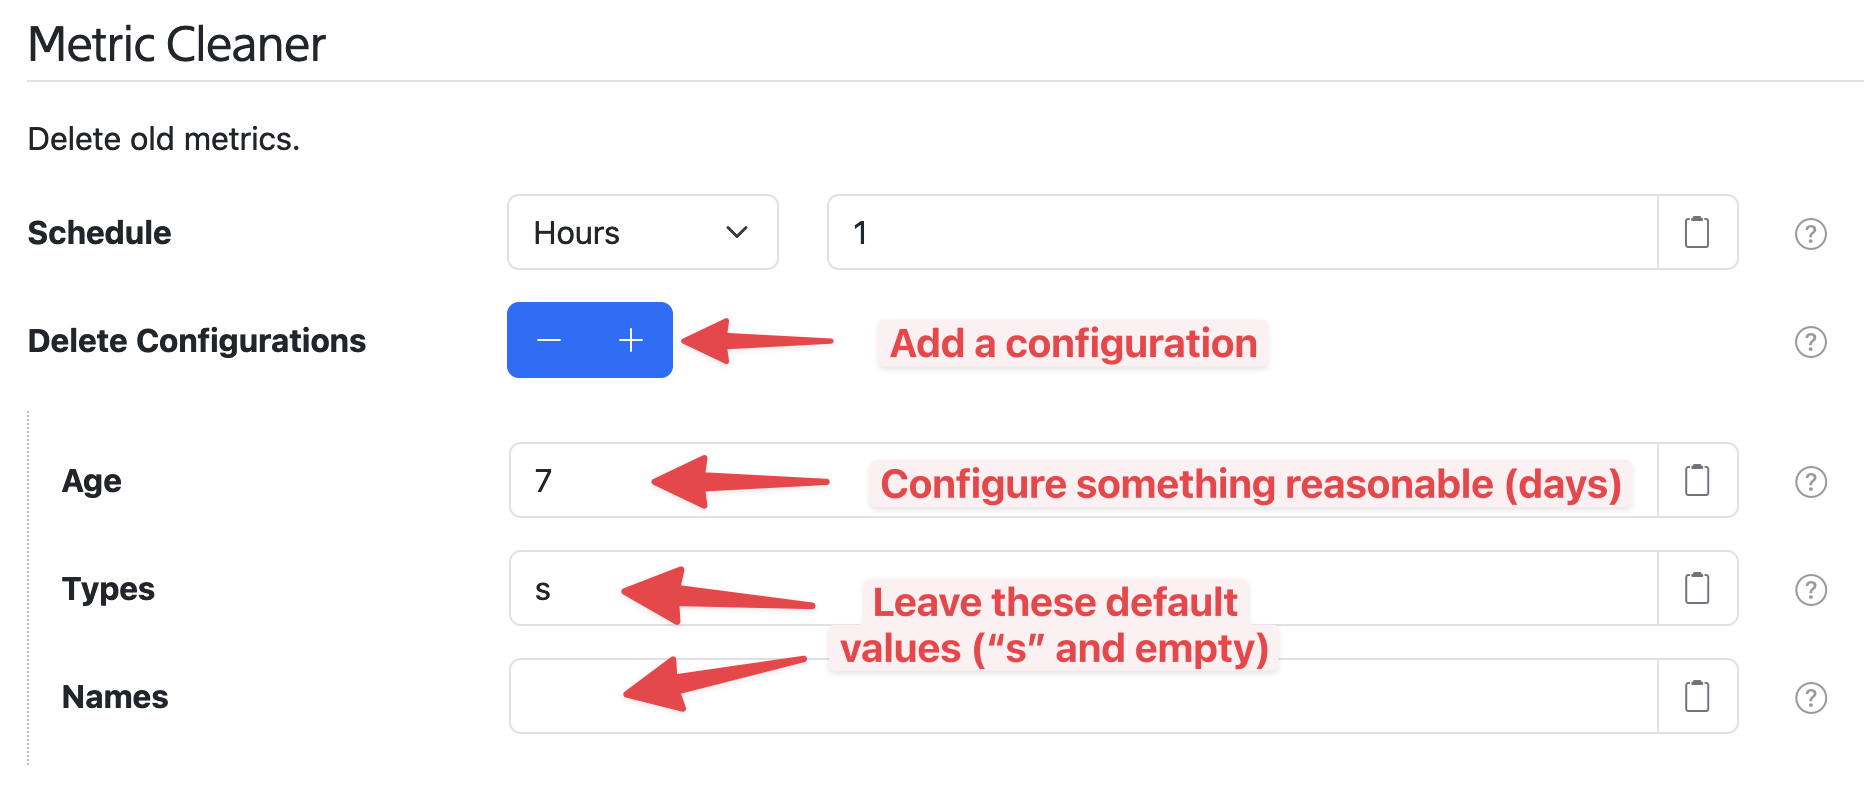 Metric Cleaner
Delete old metrics.
Schedule
Hours
1
Delete Configurations
Add a configuration
Age
7
Configure something reasonable (days)
Types
s
Leave these default
values (“s” and empty)
Names